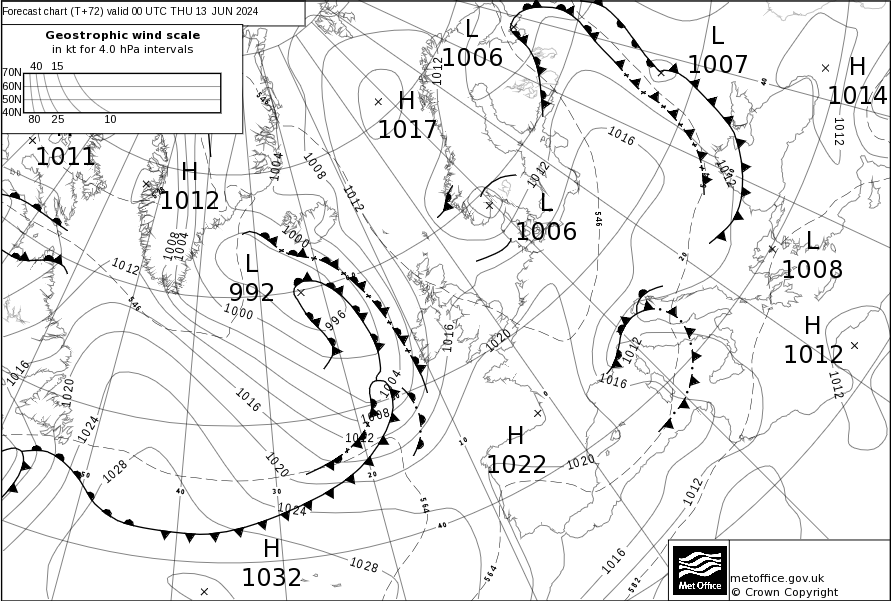 Forecast chart (T+72) valid 00 UTC THU 13 JUN 2024
Geostrophic wind scale
in kt for 4.0 hPa intervals
40 15
70N
60N
50N
40N
80 25 10
L
1006
L
1007
H
1014
H
1017
1011
H
1012
L
1006
L
1008
L
992
H
1012
H
1022
H
1032
1012
1016
1012
1004
1008
1012
1012
1012
1008
1004
1000
1012
1000
996
1016
1020
1012
1016
1012
1016
1020
1024
1028
1016
1004
1008
1012
1020
1024
1028
1020
1012
1016
546
546
546
564
564
582
50
40
30
20
10
0
40
20
40
metoffice.gov.uk
© Crown Copyright
Met Office